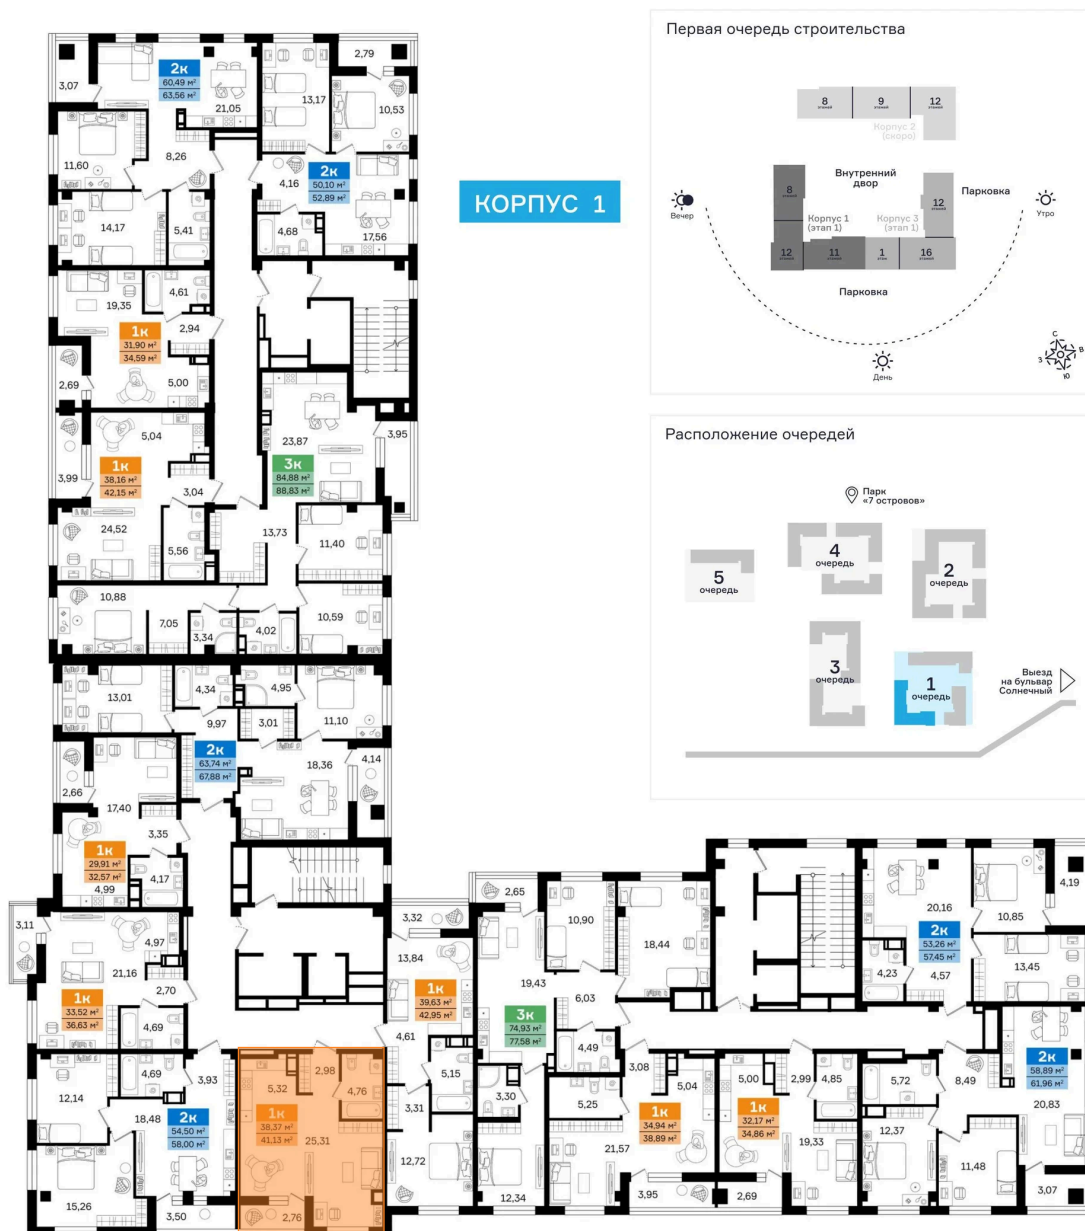 Первая очередь строительства
8
этажей
9
этажей
12
этажей
Корпус 2
(скоро)
Внутренний
двор
8
этажей
12
этажей
Парковка
Вечер
Утро
Корпус 1
(этап 1)
Корпус 3
(этап 1)
12
этажей
11
этажей
1
этаж
16
этажей
Парковка
День
С
В
З
Ю
КОРПУС 1
Расположение очередей
Парк
«7 островов»
5
очередь
4
очередь
2
очередь
3
очередь
1
очередь
Выезд
на бульвар
Солнечный
3,07
2к
60,49 м²
63,56 м²
21,05
11,60
8,26
14,17
5,41
13,17
2,79
10,53
4,16
2к
50,10 м²
52,89 м²
4,68
17,56
19,35
4,61
2,94
1к
31,90 м²
34,59 м²
2,69
5,00
5,04
3,99
1к
38,16 м²
42,15 м²
3,04
24,52
5,56
23,87
3,95
3к
84,88 м²
88,83 м²
13,73
11,40
10,88
7,05
3,34
4,02
10,59
13,01
4,34
4,95
9,97
3,01
11,10
2к
63,74 м²
67,88 м²
18,36
4,14
2,66
17,40
3,35
1к
29,91 м²
32,57 м²
4,17
4,99
3,11
4,97
21,16
2,70
1к
33,52 м²
36,63 м²
4,69
4,69
3,93
12,14
18,48
2к
54,50 м²
58,00 м²
15,26
3,50
2,98
5,32
4,76
1к
38,37 м²
41,13 м²
25,31
2,76
3,32
13,84
1к
39,63 м²
42,95 м²
4,61
5,15
3,31
12,72
2,65
10,90
18,44
19,43
6,03
3к
74,93 м²
77,58 м²
4,49
3,30
12,34
3,08
5,04
5,25
1к
34,94 м²
38,89 м²
21,57
3,95
5,00
2,99
4,85
1к
32,17 м²
34,86 м²
19,33
2,69
20,16
4,19
10,85
2к
53,26 м²
57,45 м²
4,23
4,57
13,45
5,72
8,49
2к
58,89 м²
61,96 м²
20,83
12,37
11,48
3,07